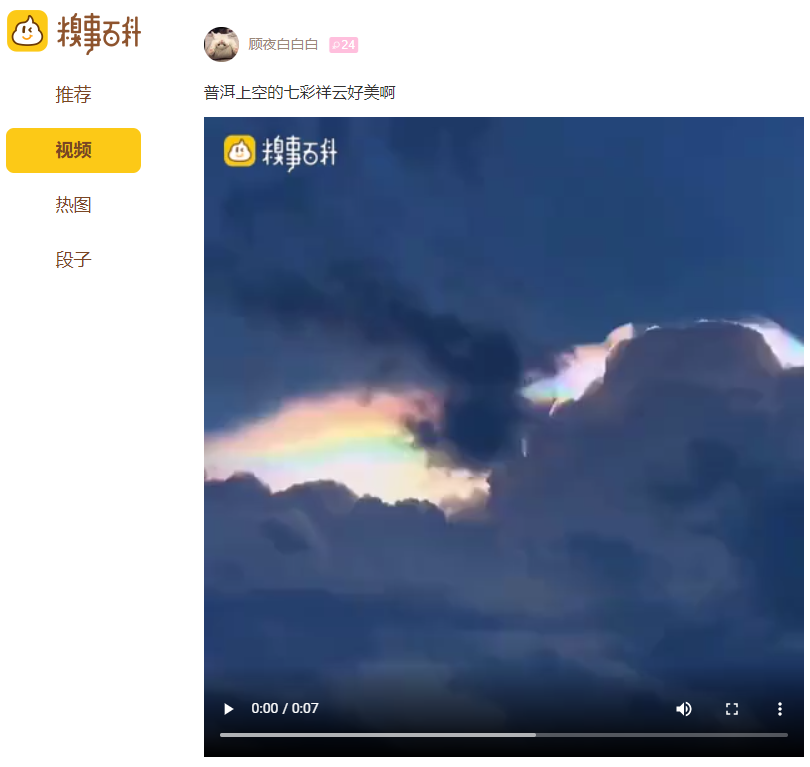 糗事百科
推荐
视频
热图
段子
顾夜白白白
24
普洱上空的七彩祥云好美啊
糗事百科
0:00 / 0:07